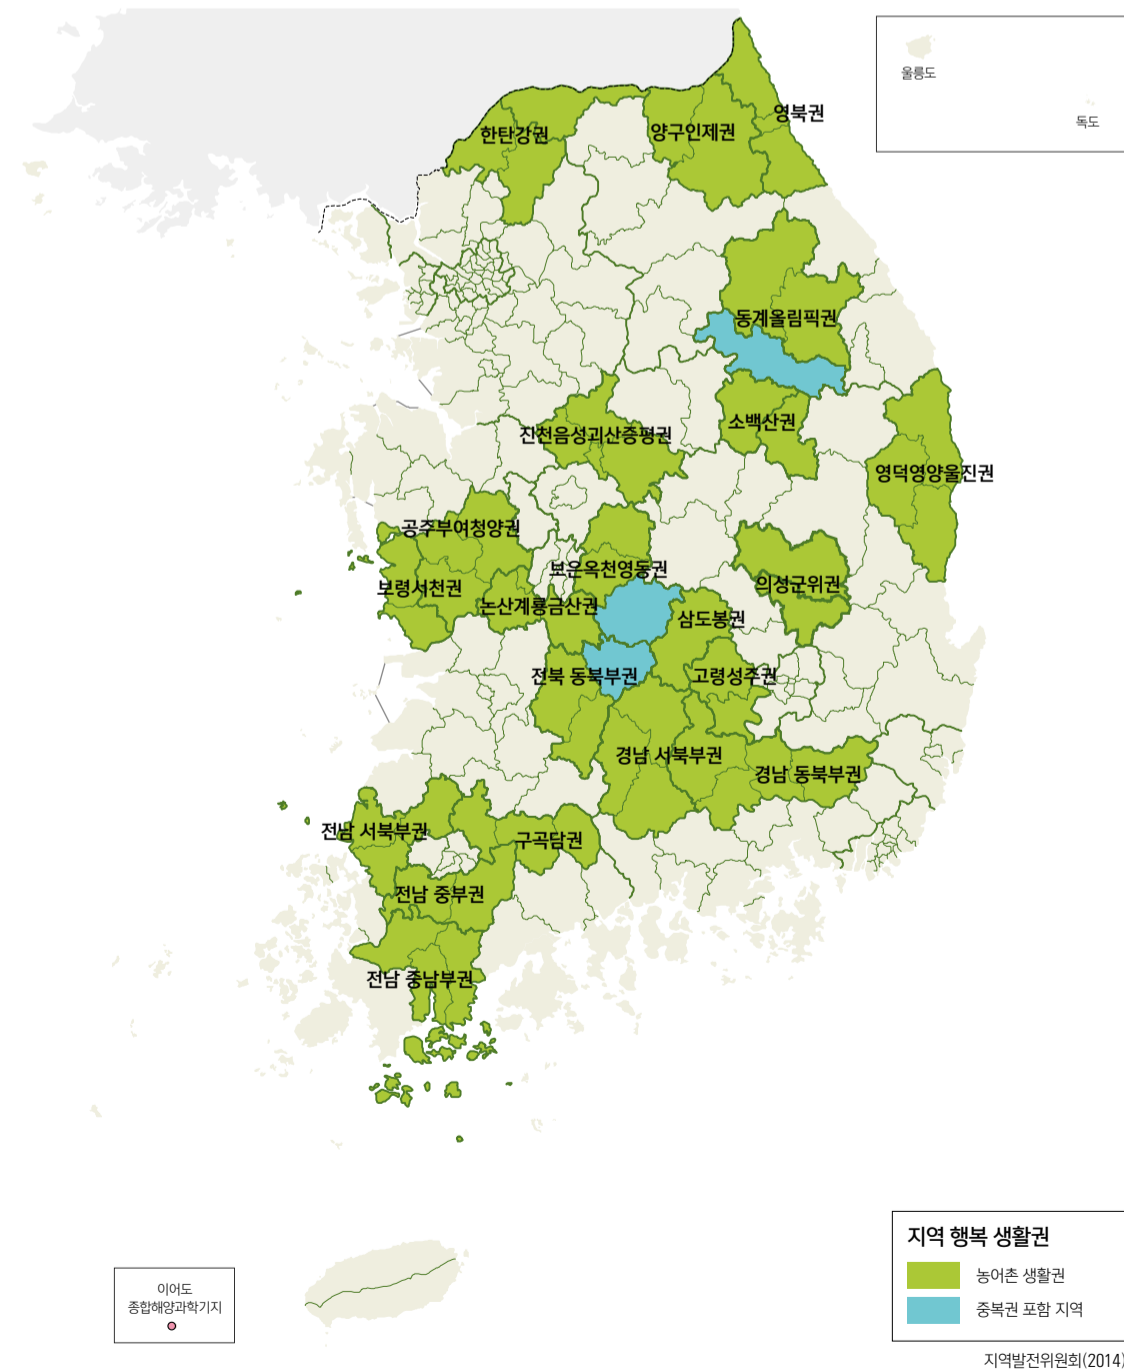 울릉도
독도
영북권
양구인제권
한탄강권
동계올림픽권
소백산권
진천음성괴산증평권
영덕영양울진권
공주부여청양권
보은옥천영동권
보령서천권
의성군위권
논산계룡금산권
삼도봉권
전북 동북부권
고령성주권
경남 서북부권
경남 동북부권
전남 서북부권
구곡담권
전남 중부권
전남 중남부권
지역 행복 생활권
농어촌 생활권
중복권 포함 지역
이어도
종합해양과학기지
지역발전위원회(2014)